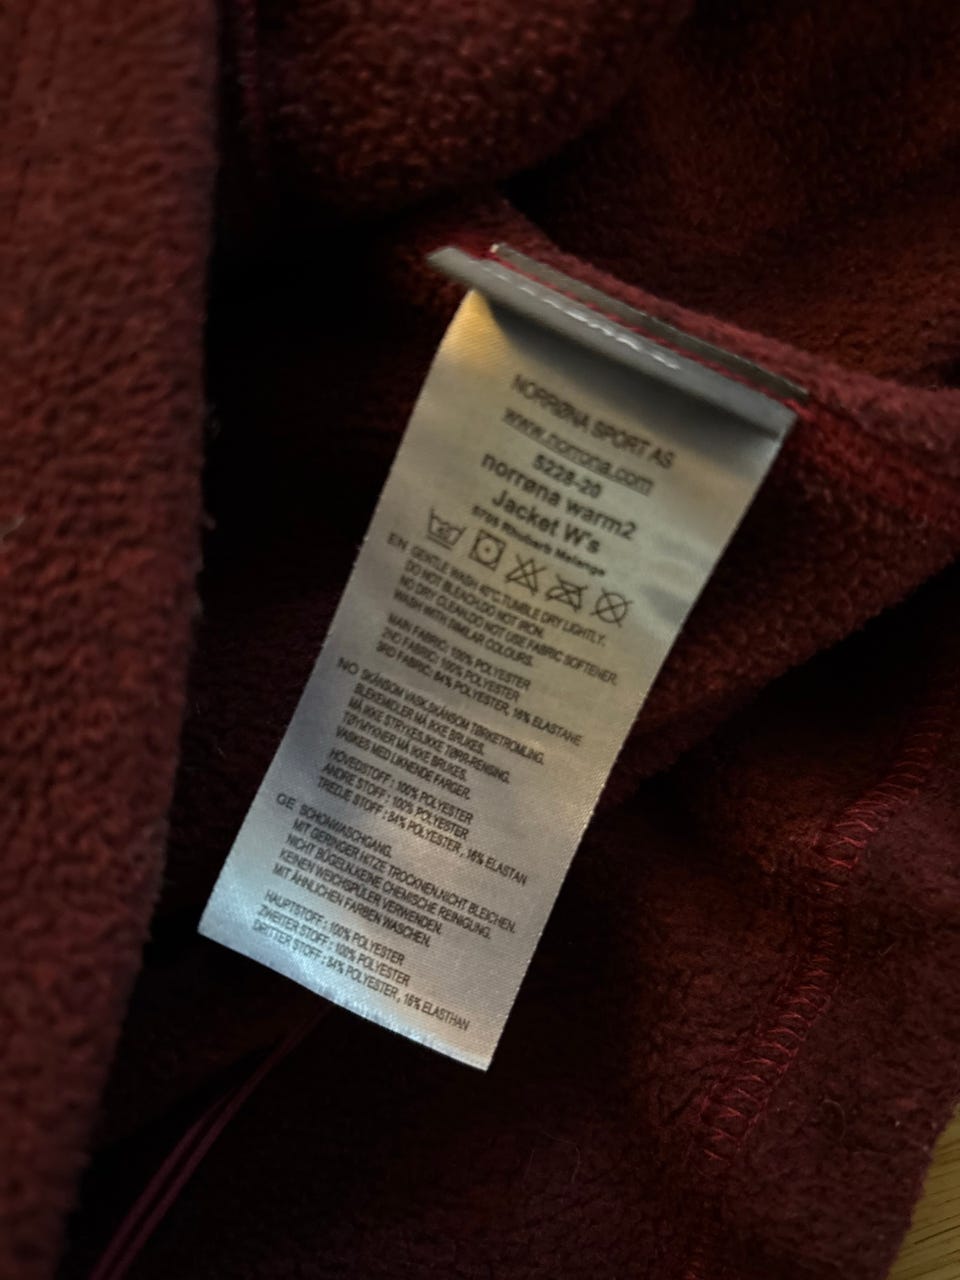 NORRØNA SPORT AS
www.norrona.com
5228-20
norrøna warm2
Jacket W's
5705 Rhubarb Melange
EN GENTLE WASH 40°C.TUMBLE DRY LIGHTLY.
DO NOT BLEACH.DO NOT IRON.
NO DRY CLEAN.DO NOT USE FABRIC SOFTENER.
WASH WITH SIMILAR COLOURS.
MAIN FABRIC: 100% POLYESTER
2ND FABRIC: 100% POLYESTER
3RD FABRIC: 84% POLYESTER, 16% ELASTANE
NO SKÅNSOM VASK.SKÅNSOM TØRKETROMLING.
BLEKEMIDLER MÅ IKKE BRUKES.
MÅ IKKE STRYKES.IKKE TØRR-RENSING.
TØYMYKNER MÅ IKKE BRUKES.
VASKES MED LIKNENDE FARGER.
HOVEDSTOFF : 100% POLYESTER
ANDRE STOFF : 100% POLYESTER
TREDJE STOFF : 84% POLYESTER, 16% ELASTAN
GE SCHONWASCHGANG.
MIT GERINGER HITZE TROCKNEN.NICHT BLEICHEN.
NICHT BÜGELN.KEINE CHEMISCHE REINIGUNG.
KEINEN WEICHSPÜLER VERWENDEN.
MIT ÄHNLICHEN FARBEN WASCHEN.
HAUPTSTOFF : 100% POLYESTER
ZWEITER STOFF : 100% POLYESTER
DRITTER STOFF : 84% POLYESTER, 16% ELASTHAN